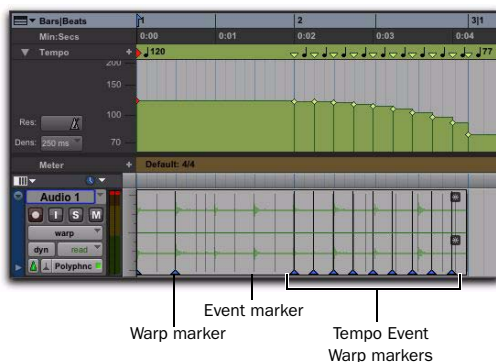 Bars|Beats
1
2
3|1
Min:Secs
0:00
0:01
0:02
0:03
0:04
Tempo
+
120
77
200
150
100
70
Res:
Dens: 250 ms
Meter
+
Default: 4/4
Audio 1
I S M
warp
dyn
read
Polyphnc
Event marker
Warp marker
Tempo Event
Warp markers